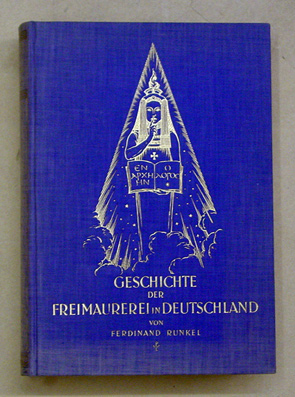 ΕΝ Ο
ΑΡΧΗ ΛΟΓΟΣ
ΗΝ
GESCHICHTE
DER
FREIMAUREREI IN DEUTSCHLAND
VON
FERDINAND RUNKEL